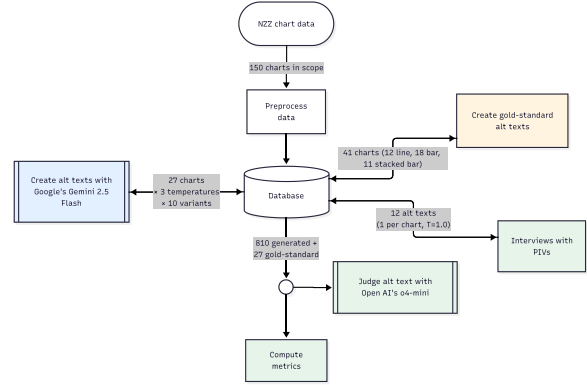 NZZ chart data
150 charts in scope
Preprocess
data
Create gold-standard
alt texts
41 charts (12 line, 18 bar,
11 stacked bar)
Create alt texts with
Google's Gemini 2.5
Flash
27 charts
× 3 temperatures
× 10 variants
Database
12 alt texts
(1 per chart, T=1.0)
Interviews with
PIVs
810 generated +
27 gold-standard
Judge alt text with
Open AI's o4-mini
Compute
metrics